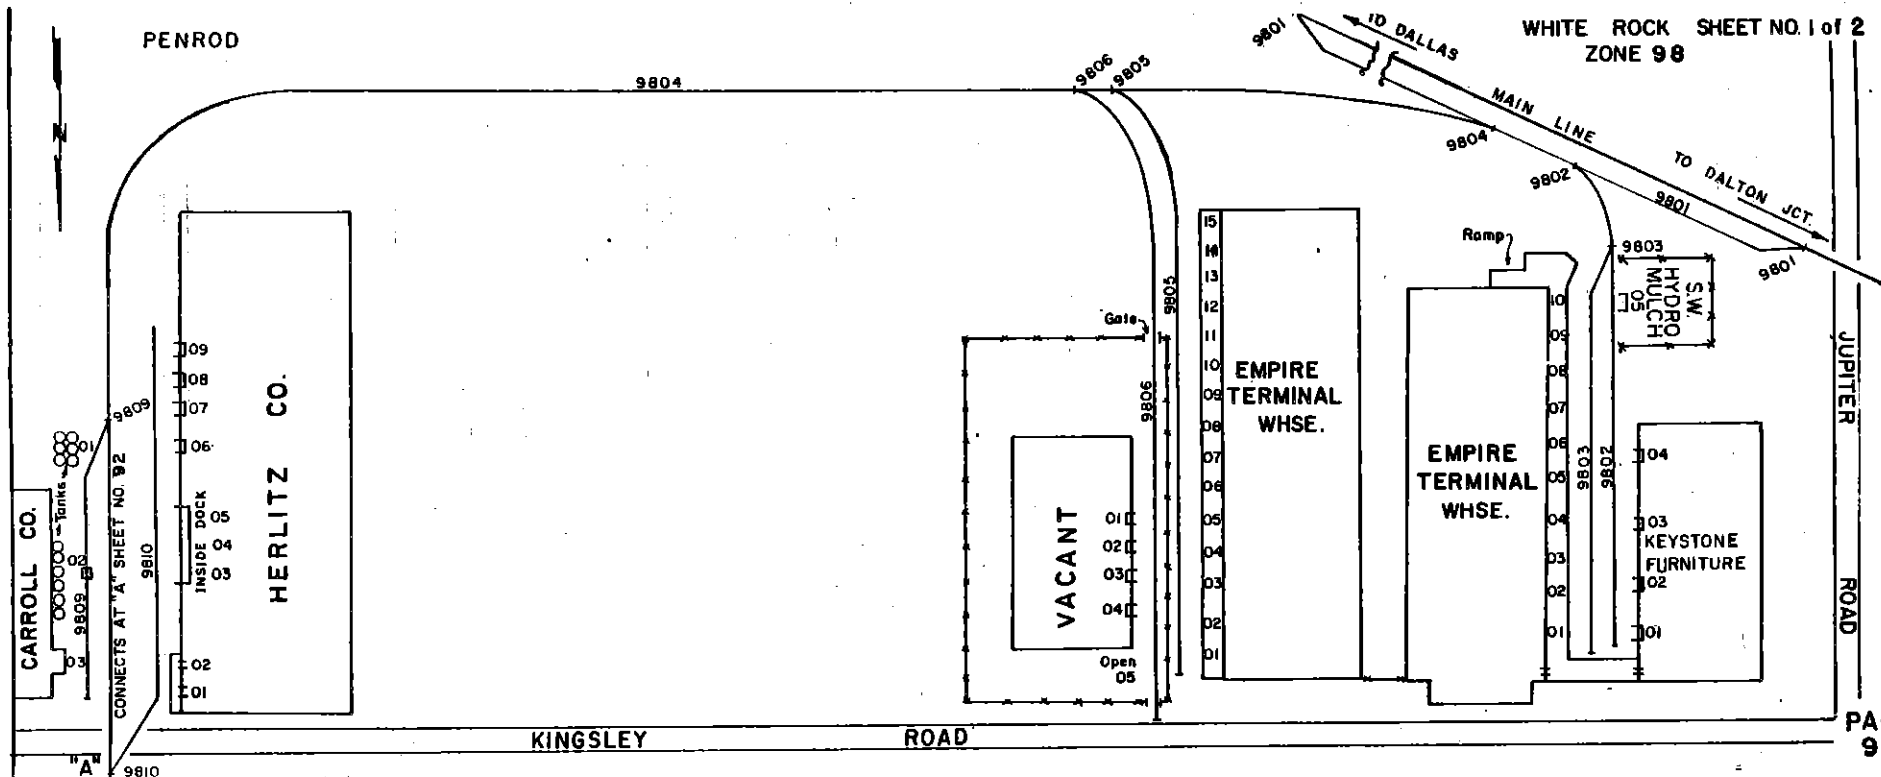 WHITE ROCK SHEET NO. 1 of 2
ZONE 98
PENROD
N
9804
9806
9805
9801
TO DALLAS
MAIN LINE
TO DALTON JCT.
9804
9802
9801
9801
9803
Ramp
S.W.
HYDRO
MULCH
05
JUPITER
ROAD
9809
CONNECTS AT "A" SHEET NO. 92
9810
01
Tanks
02
9809
03
CARROLL CO.
09
08
07
06
INSIDE DOCK
05
04
03
02
01
HERLITZ CO.
Gate
9805
9806
VACANT
01
02
03
04
Open
05
15
14
13
12
11
10
09
08
07
06
05
04
03
02
01
EMPIRE
TERMINAL
WHSE.
EMPIRE
TERMINAL
WHSE.
10
09
08
07
06
05
04
03
02
01
9803
9802
04
03
KEYSTONE
FURNITURE
02
01
KINGSLEY ROAD
"A"
9810
PA
9